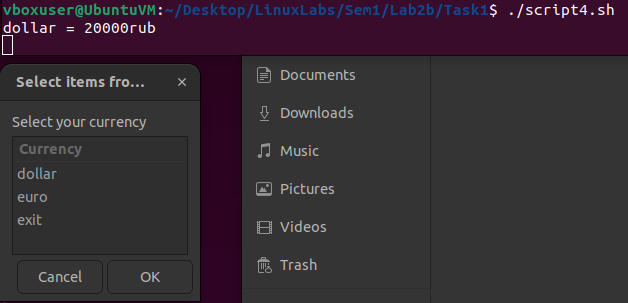 vboxuser@UbuntuVM:~/Desktop/LinuxLabs/Sem1/Lab2b/Task1$ ./script4.sh
dollar = 20000rub
Select items fro...
Select your currency
Currency
dollar
euro
exit
Cancel
OK
Documents
Downloads
Music
Pictures
Videos
Trash